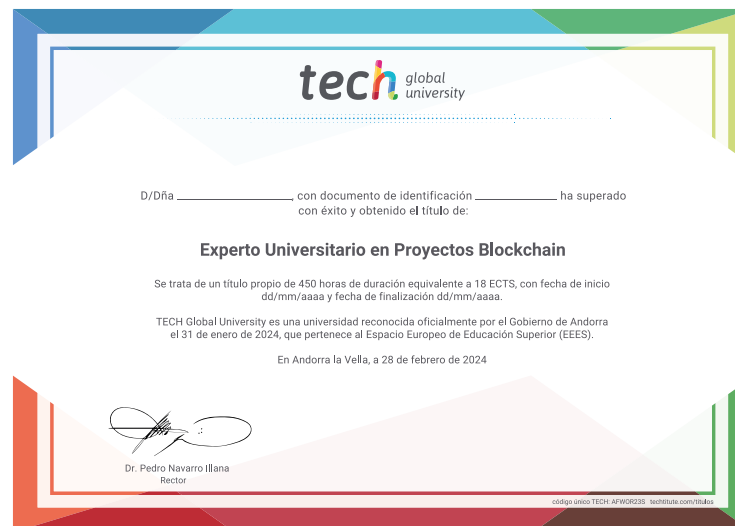 tech global university
D/Dña ______________, con documento de identificación __________ ha superado
con éxito y obtenido el título de:
Experto Universitario en Proyectos Blockchain
Se trata de un título propio de 450 horas de duración equivalente a 18 ECTS, con fecha de inicio
dd/mm/aaaa y fecha de finalización dd/mm/aaaa.
TECH Global University es una universidad reconocida oficialmente por el Gobierno de Andorra
el 31 de enero de 2024, que pertenece al Espacio Europeo de Educación Superior (EEES).
En Andorra la Vella, a 28 de febrero de 2024
Dr. Pedro Navarro Illana
Rector
código único TECH: AFWOR23S techtitute.com/titulos